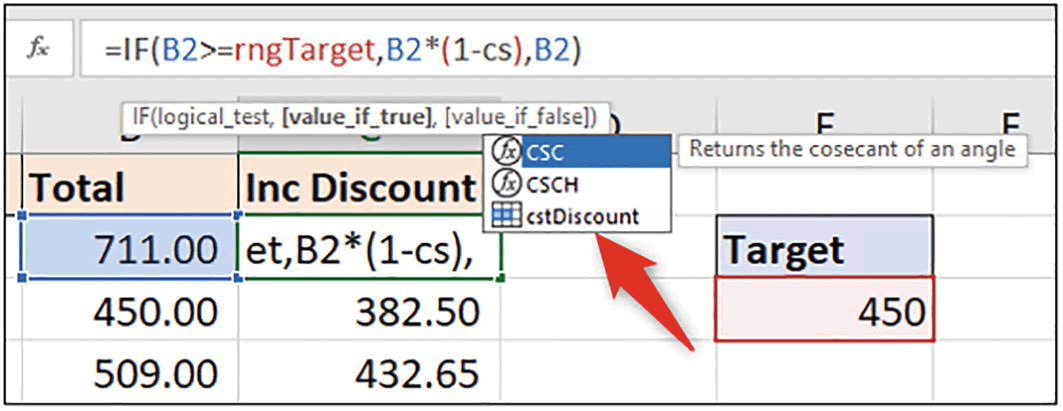 fx =IF(B2>=rngTarget,B2*(1-cs),B2)
IF(logical_test, [value_if_true], [value_if_false])
CSC Returns the cosecant of an angle
Total Inc Discount CSCH
cstDiscount
711.00 et,B2*(1-cs), Target
450.00 382.50 450
509.00 432.65